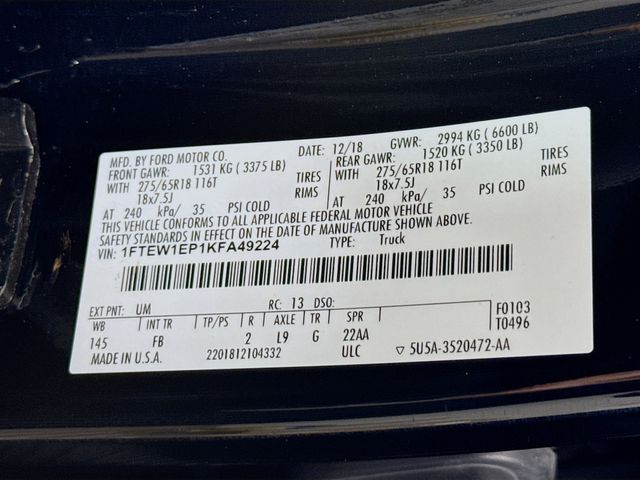 MFD. BY FORD MOTOR CO. DATE: 12/18 GVWR: 2994 KG ( 6600 LB)
FRONT GAWR: 1531 KG ( 3375 LB) REAR GAWR: 1520 KG ( 3350 LB)
WITH 275/65R18 116T TIRES WITH 275/65R18 116T TIRES
18x7.5J RIMS 18x7.5J RIMS
AT 240 kPa/ 35 PSI COLD AT 240 kPa/ 35 PSI COLD
THIS VEHICLE CONFORMS TO ALL APPLICABLE FEDERAL MOTOR VEHICLE
SAFETY STANDARDS IN EFFECT ON THE DATE OF MANUFACTURE SHOWN ABOVE.
VIN: 1FTEW1EP1KFA49224 TYPE: Truck
EXT PNT: UM RC: 13 DSO: F0103
WB INT TR TP/PS R AXLE TR SPR T0496
145 FB 2 L9 G 22AA
MADE IN U.S.A. 2201812104332 ULC ▽ 5U5A-3520472-AA